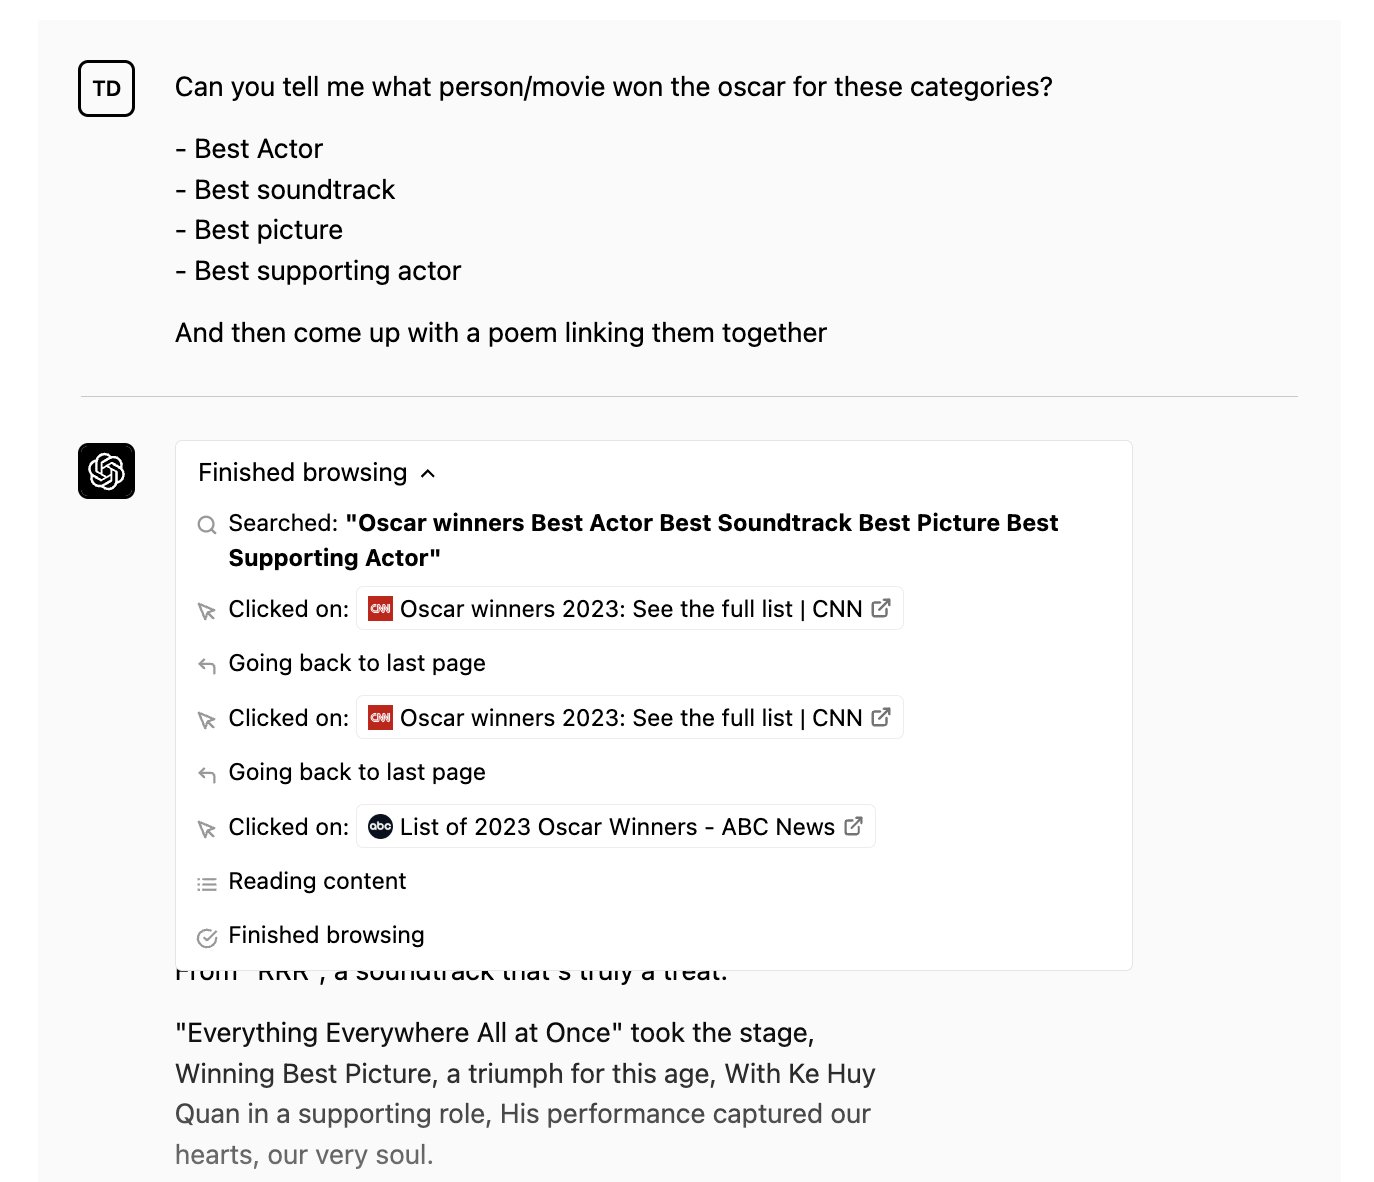 TD
Can you tell me what person/movie won the oscar for these categories?
- Best Actor
- Best soundtrack
- Best picture
- Best supporting actor
And then come up with a poem linking them together
Finished browsing
Searched: "Oscar winners Best Actor Best Soundtrack Best Picture Best
Supporting Actor"
Clicked on: CNN Oscar winners 2023: See the full list | CNN
Going back to last page
Clicked on: CNN Oscar winners 2023: See the full list | CNN
Going back to last page
Clicked on: abc List of 2023 Oscar Winners - ABC News
Reading content
Finished browsing
From "RRR", a soundtrack that's truly a treat.
"Everything Everywhere All at Once" took the stage,
Winning Best Picture, a triumph for this age, With Ke Huy
Quan in a supporting role, His performance captured our
hearts, our very soul.